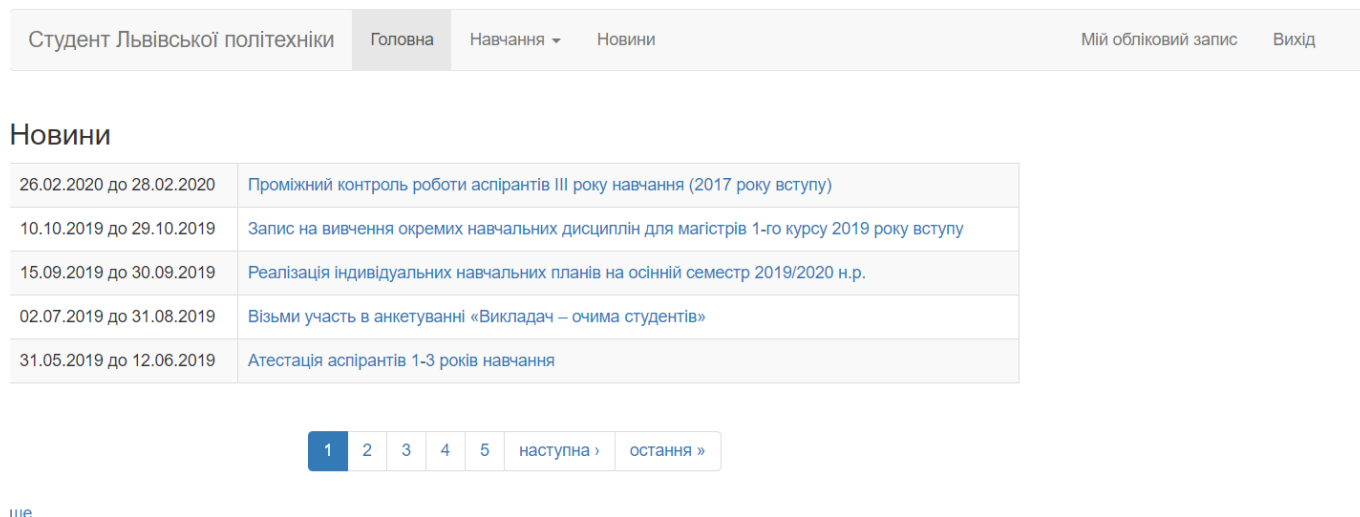 Студент Львівської політехніки Головна Навчання Новини Мій обліковий запис Вихід
Новини
26.02.2020 до 28.02.2020 Проміжний контроль роботи аспірантів III року навчання (2017 року вступу)
10.10.2019 до 29.10.2019 Запис на вивчення окремих навчальних дисциплін для магістрів 1-го курсу 2019 року вступу
15.09.2019 до 30.09.2019 Реалізація індивідуальних навчальних планів на осінній семестр 2019/2020 н.р.
02.07.2019 до 31.08.2019 Візьми участь в анкетуванні «Викладач – очима студентів»
31.05.2019 до 12.06.2019 Атестація аспірантів 1-3 років навчання
1 2 3 4 5 наступна › остання »
ще